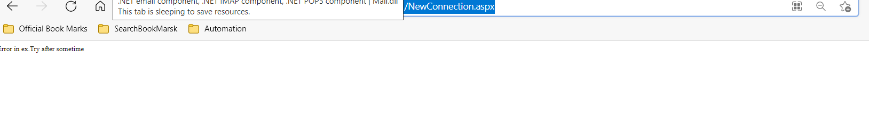 .NET email component, .NET IMAP component, .NET POP3 component | Mail.dll
This tab is sleeping to save resources.
/NewConnection.aspx
Official Book Marks
SearchBookMarsk
Automation
Error in ex Try after sometime